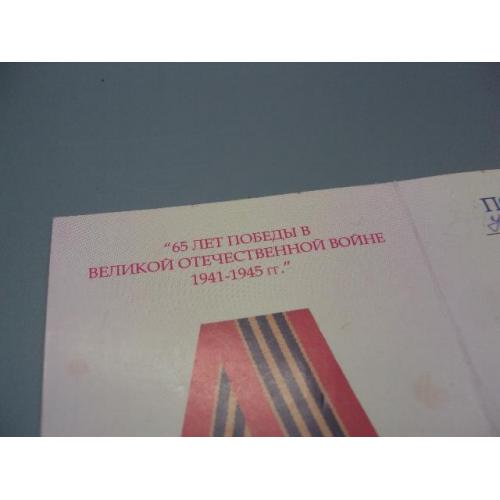 "65 ЛЕТ ПОБЕДЫ В
ВЕЛИКОЙ ОТЕЧЕСТВЕННОЙ ВОЙНЕ
1941-1945 гг."